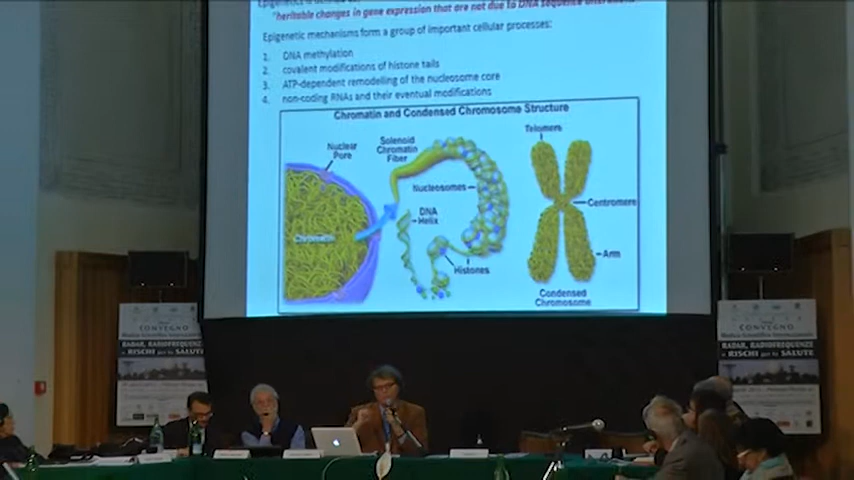 "heritable changes in gene expression that are not due to DNA sequence
Epigenetic mechanisms form a group of important cellular processes:
1. DNA methylation
2. covalent modifications of histone tails
3. ATP-dependent remodelling of the nucleosome core
4. non-coding RNAs and their eventual modifications
Chromatin and Condensed Chromosome Structure
Nuclear
Pore
Solenoid
Chromatin
Fiber
Telomere
Nucleosomes
DNA
Helix
Centromere
Chromatin
Histones
Arm
Condensed
Chromosome
CONVEGNO
RADAR, RADIOFREQUENZE
e RISCHI per la SALUTE
CONVEGNO
RADAR, RADIOFREQUENZE
e RISCHI per la SALUTE